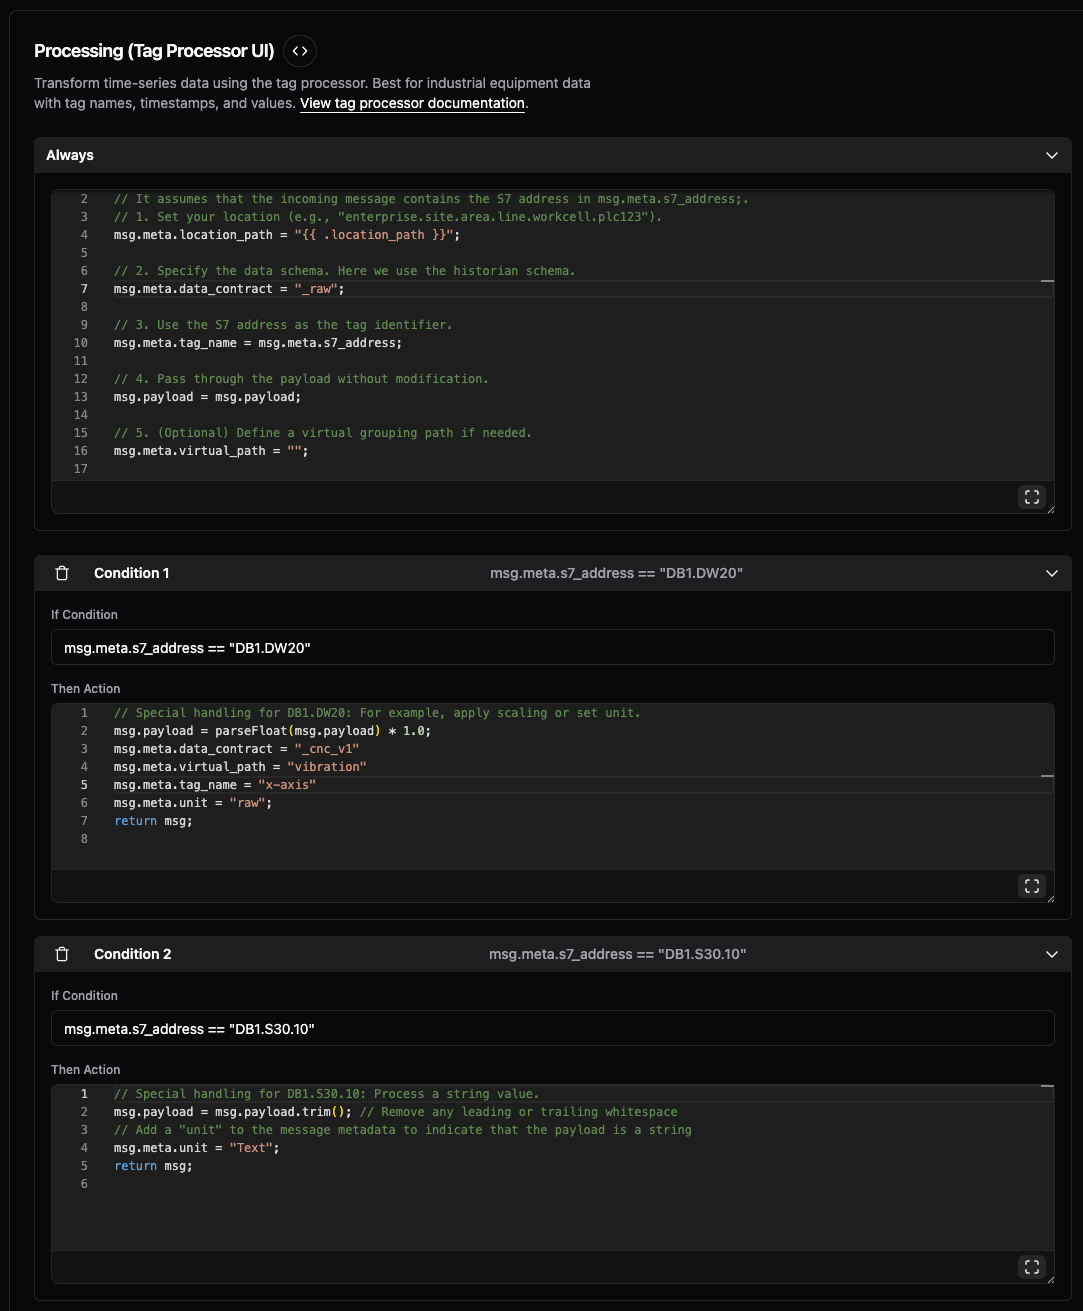 Processing (Tag Processor UI) <>
Transform time-series data using the tag processor. Best for industrial equipment data
with tag names, timestamps, and values. View tag processor documentation.
Always
2 // It assumes that the incoming message contains the S7 address in msg.meta.s7_address;.
3 // 1. Set your location (e.g., "enterprise.site.area.line.workcell.plc123").
4 msg.meta.location_path = "{{ .location_path }}";
5
6 // 2. Specify the data schema. Here we use the historian schema.
7 msg.meta.data_contract = "_raw";
8
9 // 3. Use the S7 address as the tag identifier.
10 msg.meta.tag_name = msg.meta.s7_address;
11
12 // 4. Pass through the payload without modification.
13 msg.payload = msg.payload;
14
15 // 5. (Optional) Define a virtual grouping path if needed.
16 msg.meta.virtual_path = "";
17
Condition 1 msg.meta.s7_address == "DB1.DW20"
If Condition
msg.meta.s7_address == "DB1.DW20"
Then Action
1 // Special handling for DB1.DW20: For example, apply scaling or set unit.
2 msg.payload = parseFloat(msg.payload) * 1.0;
3 msg.meta.data_contract = "_cnc_v1"
4 msg.meta.virtual_path = "vibration"
5 msg.meta.tag_name = "x-axis"
6 msg.meta.unit = "raw";
7 return msg;
8
Condition 2 msg.meta.s7_address == "DB1.S30.10"
If Condition
msg.meta.s7_address == "DB1.S30.10"
Then Action
1 // Special handling for DB1.S30.10: Process a string value.
2 msg.payload = msg.payload.trim(); // Remove any leading or trailing whitespace
3 // Add a "unit" to the message metadata to indicate that the payload is a string
4 msg.meta.unit = "Text";
5 return msg;
6